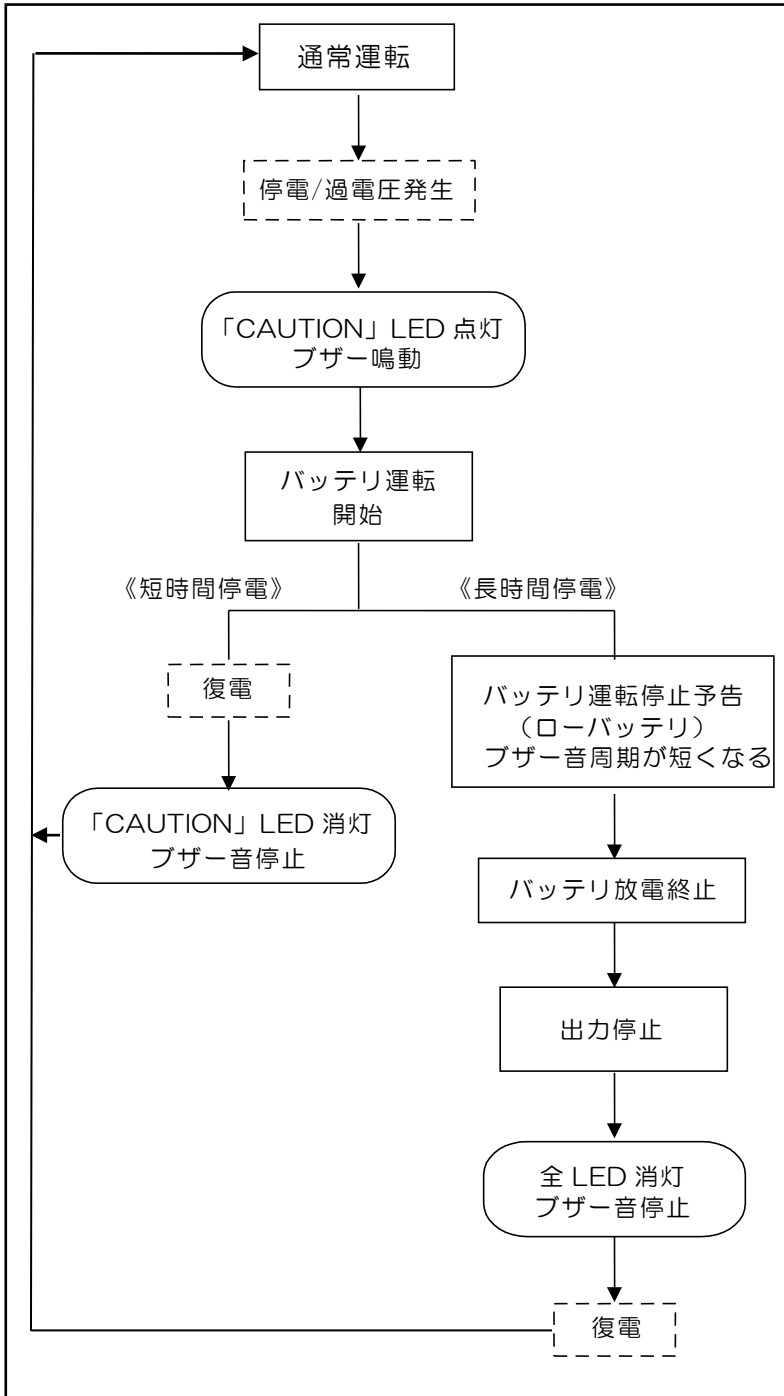 通常運転
停電/過電圧発生
「CAUTION」LED 点灯
ブザー鳴動
バッテリ運転
開始
《短時間停電》
《長時間停電》
復電
「CAUTION」LED 消灯
ブザー音停止
バッテリ運転停止予告
（ローバッテリ）
ブザー音周期が短くなる
バッテリ放電終止
出力停止
全 LED 消灯
ブザー音停止
復電